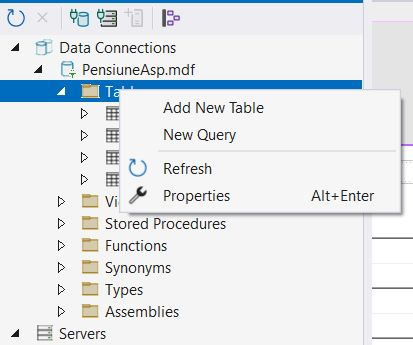 Data Connections
PensiuneAsp.mdf
Add New Table
New Query
Refresh
Properties Alt+Enter
Stored Procedures
Functions
Synonyms
Types
Assemblies
Servers